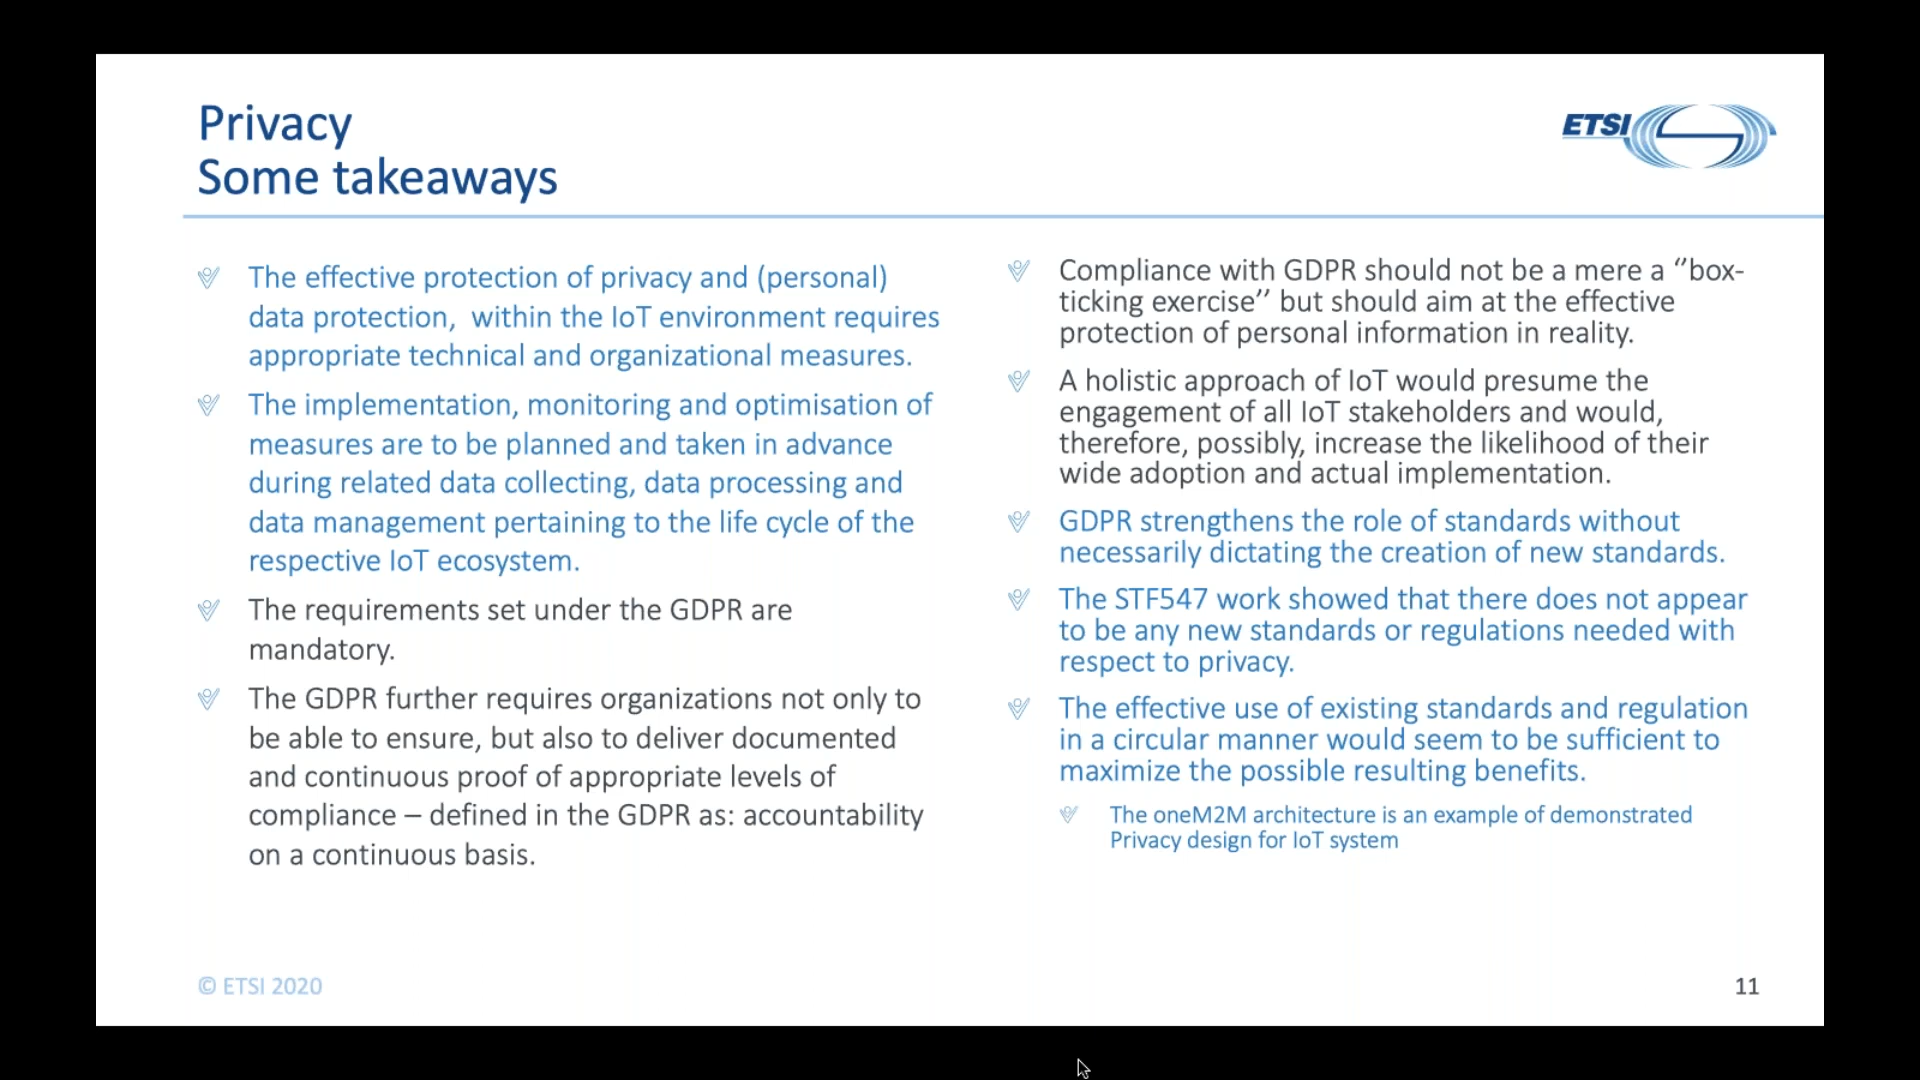 Privacy
Some takeaways
ETSI
The effective protection of privacy and (personal)
data protection, within the IoT environment requires
appropriate technical and organizational measures.
The implementation, monitoring and optimisation of
measures are to be planned and taken in advance
during related data collecting, data processing and
data management pertaining to the life cycle of the
respective IoT ecosystem.
The requirements set under the GDPR are
mandatory.
The GDPR further requires organizations not only to
be able to ensure, but also to deliver documented
and continuous proof of appropriate levels of
compliance – defined in the GDPR as: accountability
on a continuous basis.
Compliance with GDPR should not be a mere a ‘’box-
ticking exercise’’ but should aim at the effective
protection of personal information in reality.
A holistic approach of IoT would presume the
engagement of all IoT stakeholders and would,
therefore, possibly, increase the likelihood of their
wide adoption and actual implementation.
GDPR strengthens the role of standards without
necessarily dictating the creation of new standards.
The STF547 work showed that there does not appear
to be any new standards or regulations needed with
respect to privacy.
The effective use of existing standards and regulation
in a circular manner would seem to be sufficient to
maximize the possible resulting benefits.
The oneM2M architecture is an example of demonstrated
Privacy design for IoT system
© ETSI 2020
11